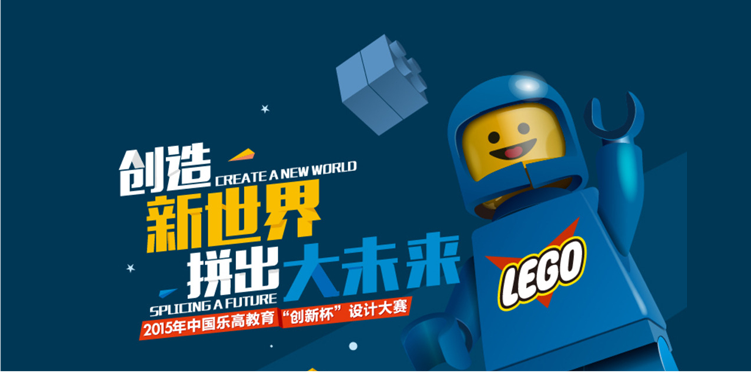 创造
CREATE A NEW WORLD
新世界
拼出大未来
SPLICING A FUTURE
2015年中国乐高教育“创新杯”设计大赛
LEGO